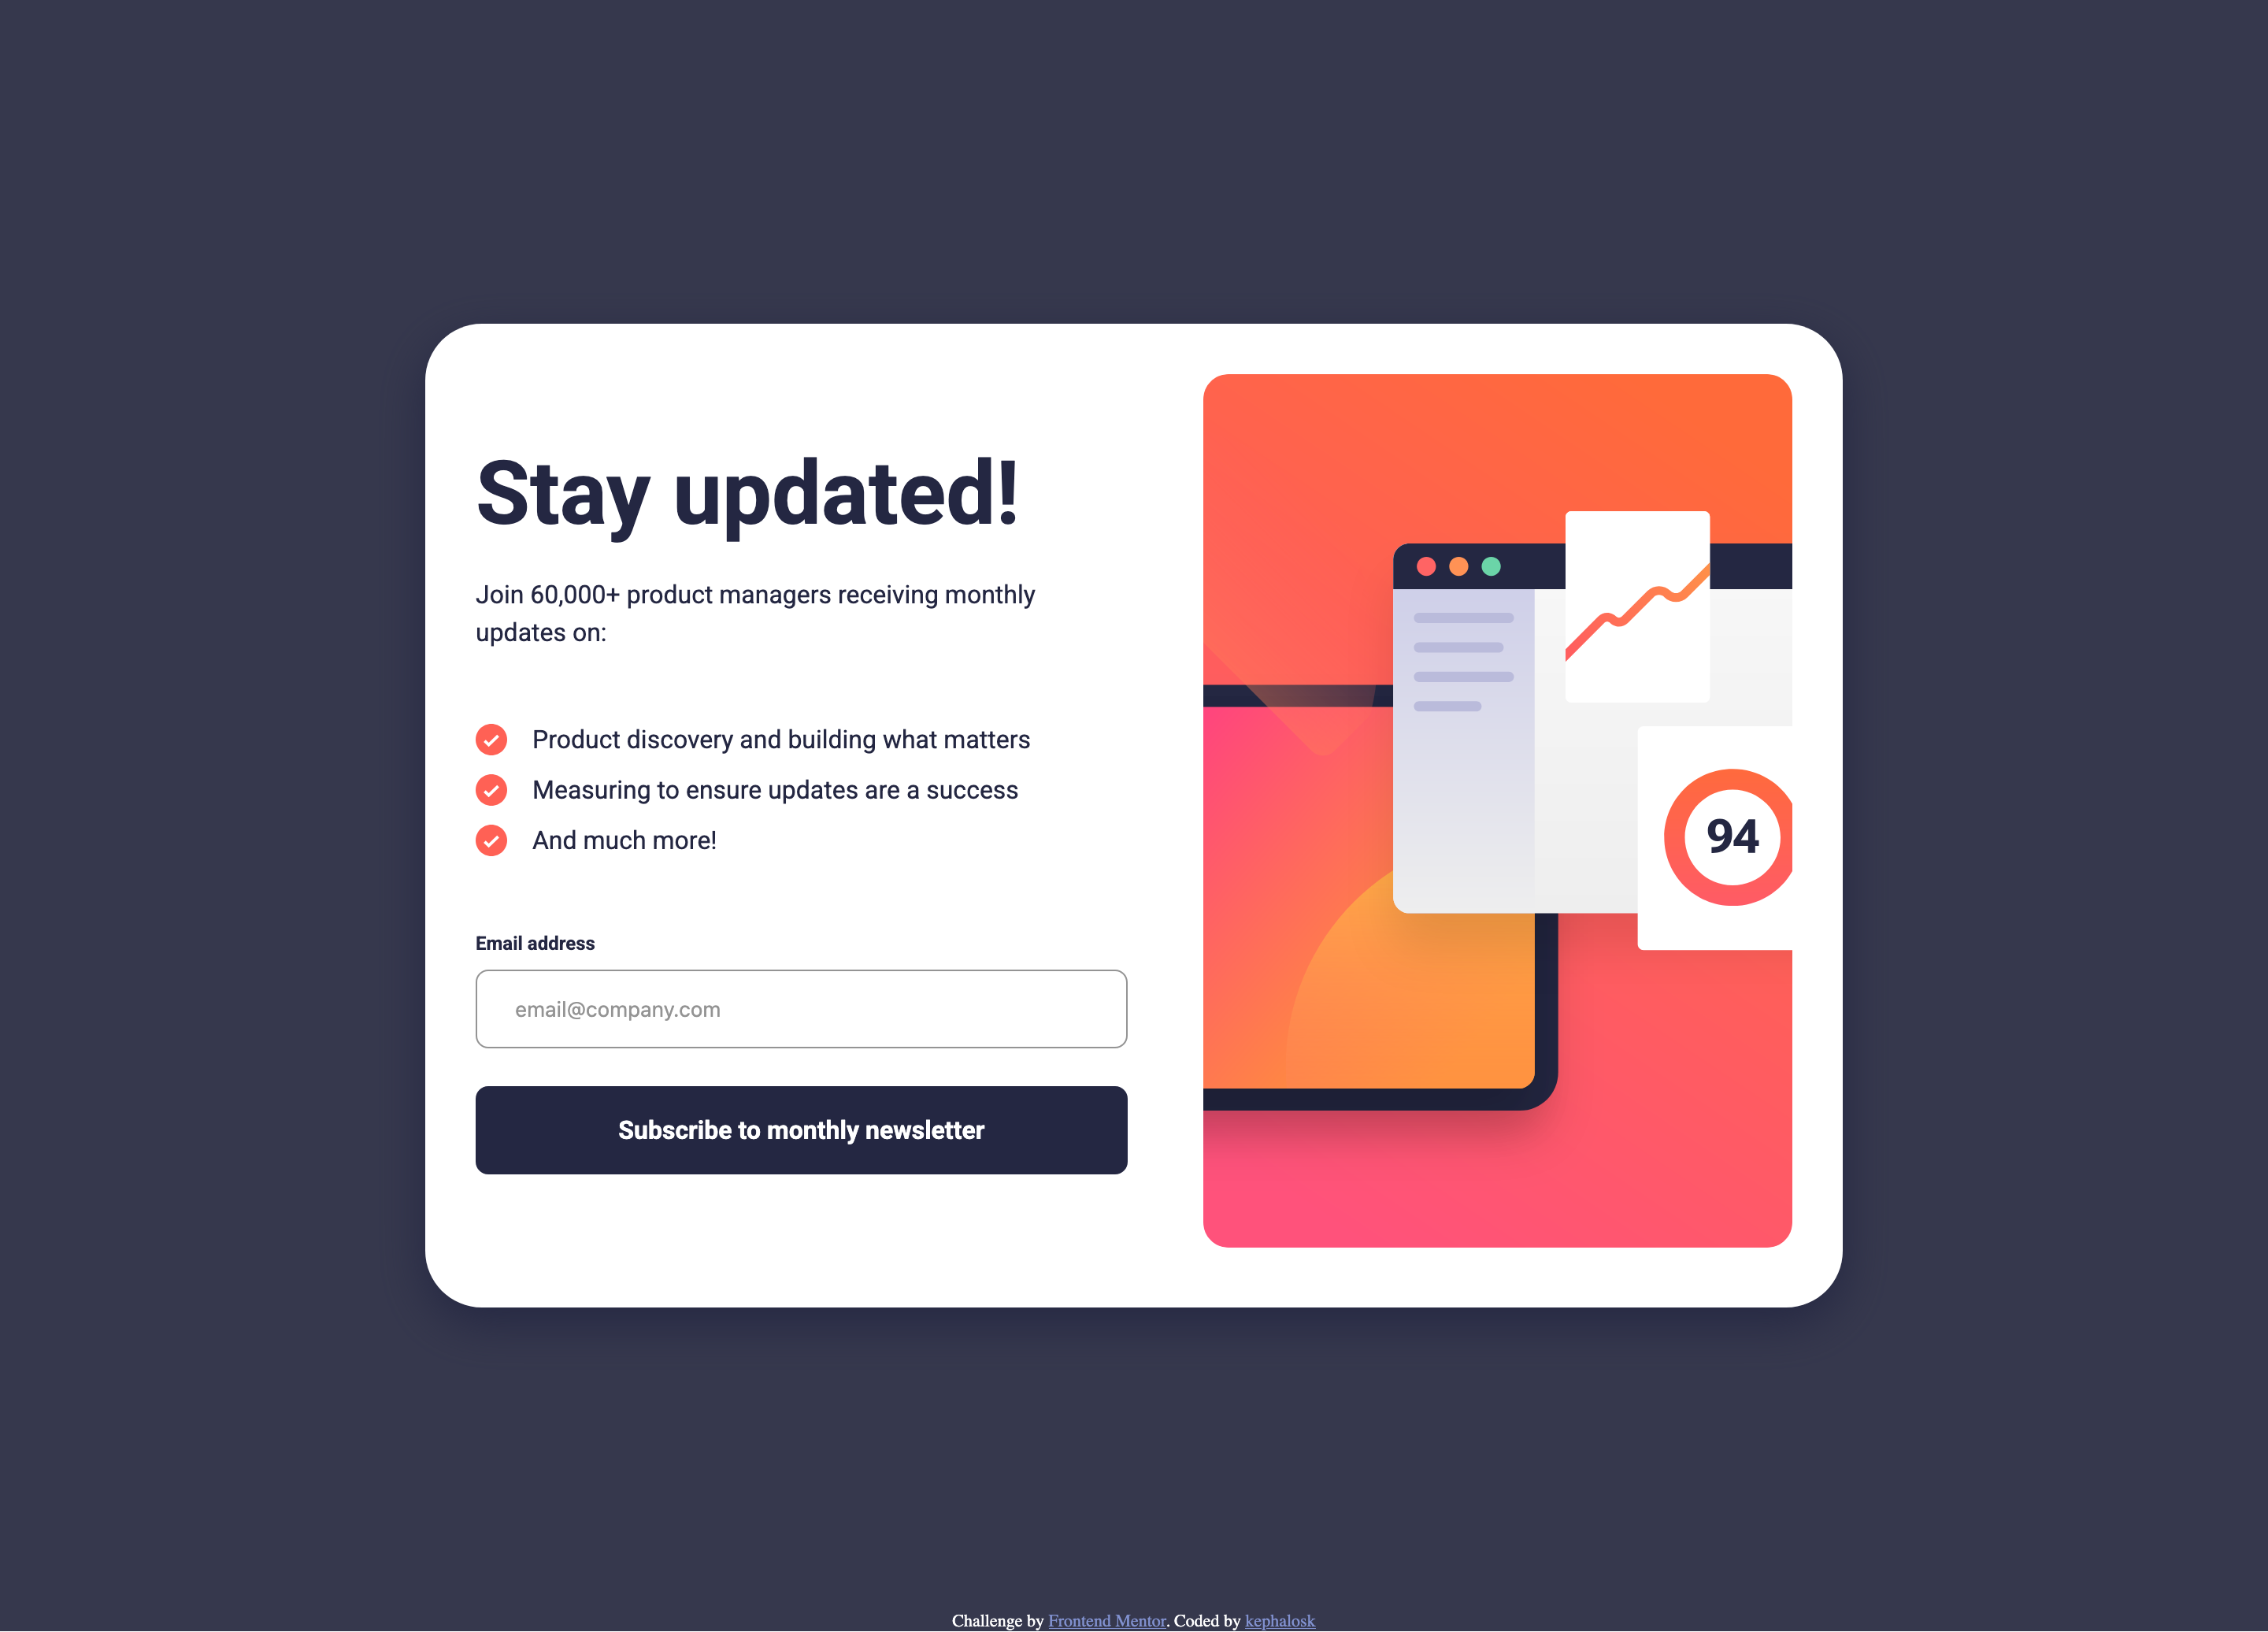 Stay updated!
Join 60,000+ product managers receiving monthly
updates on:
Product discovery and building what matters
Measuring to ensure updates are a success
And much more!
Email address
email@company.com
Subscribe to monthly newsletter
94
Challenge by Frontend Mentor. Coded by kephalosk